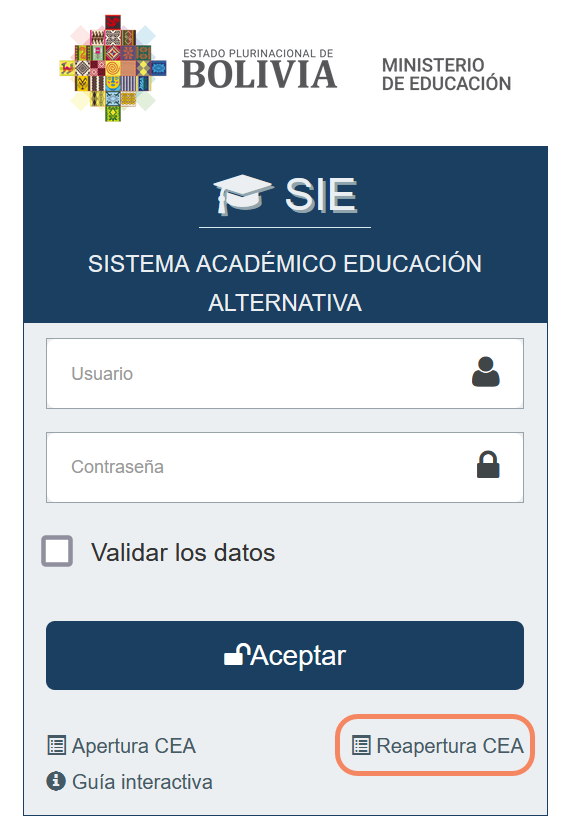 ESTADO PLURINACIONAL DE
BOLIVIA
MINISTERIO
DE EDUCACIÓN
SIE
SISTEMA ACADÉMICO EDUCACIÓN
ALTERNATIVA
Usuario
Contraseña
Validar los datos
Aceptar
Apertura CEA
Reapertura CEA
Guía interactiva